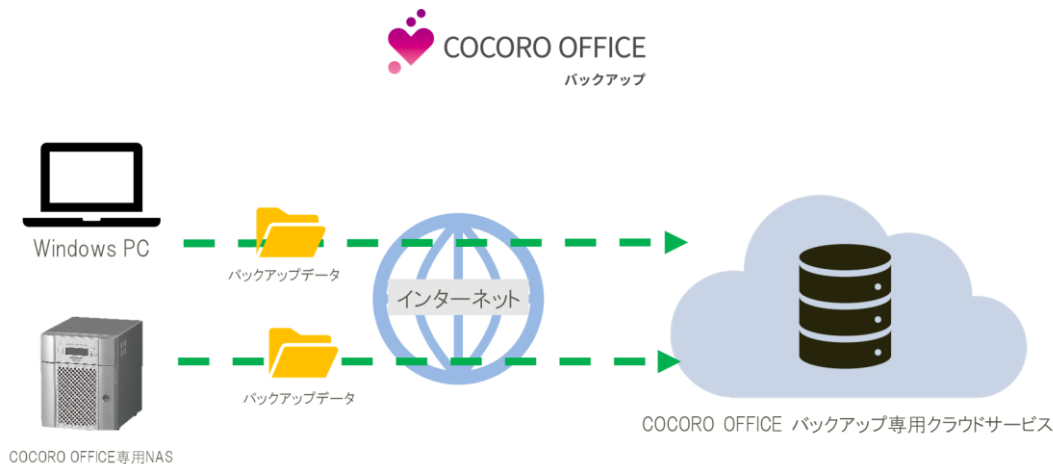 COCORO OFFICE
バックアップ
Windows PC
バックアップデータ
インターネット
バックアップデータ
COCORO OFFICE バックアップ専用クラウドサービス
COCORO OFFICE専用NAS